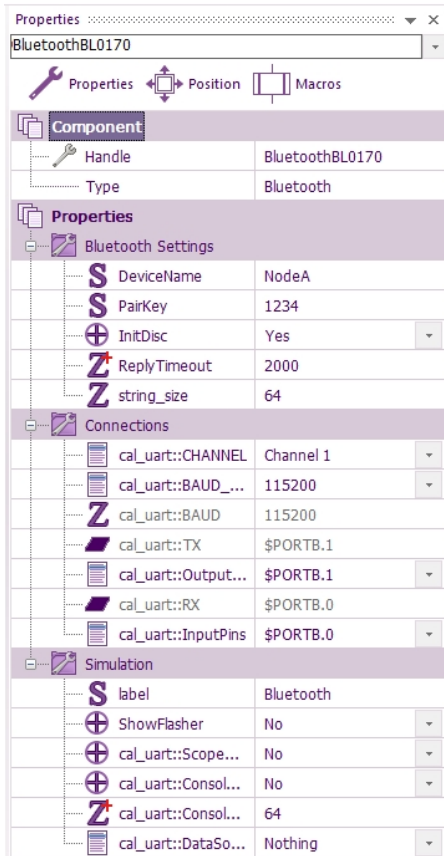 Properties
BluetoothBL0170
Properties Position Macros
Component
Handle BluetoothBL0170
Type Bluetooth
Properties
Bluetooth Settings
DeviceName NodeA
PairKey 1234
InitDisc Yes
ReplyTimeout 2000
string_size 64
Connections
cal_uart::CHANNEL Channel 1
cal_uart::BAUD_... 115200
cal_uart::BAUD 115200
cal_uart::TX $PORTB.1
cal_uart::Output... $PORTB.1
cal_uart::RX $PORTB.0
cal_uart::InputPins $PORTB.0
Simulation
label Bluetooth
ShowFlasher No
cal_uart::Scope... No
cal_uart::Consol... No
cal_uart::Consol... 64
cal_uart::DataSo... Nothing